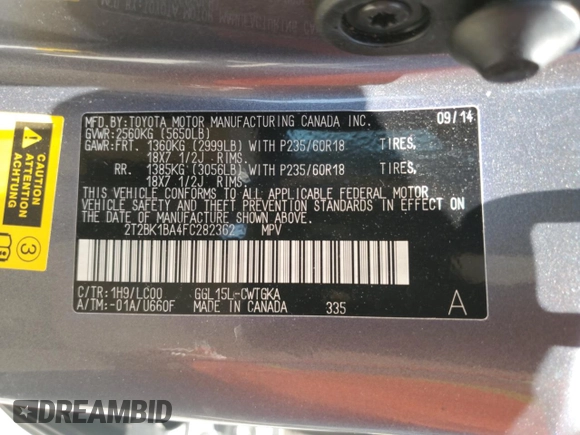 MFD.BY:TOYOTA MOTOR MANUFACTURING CANADA INC. 09/14
GVWR:2560KG (5650LB)
GAWR:FRT. 1360KG (2999LB) WITH P235/60R18 TIRES,
18X7 1/2J RIMS.
RR. 1385KG (3056LB) WITH P235/60R18 TIRES,
18X7 1/2J RIMS.
THIS VEHICLE CONFORMS TO ALL APPLICABLE FEDERAL MOTOR
VEHICLE SAFETY AND THEFT PREVENTION STANDARDS IN EFFECT ON
THE DATE OF MANUFACTURE SHOWN ABOVE.
2T2BK1BA4FC282362 MPV
C/TR:1H9/LC00 GGL15L-CWTGKA
A/TM:-01A/U660F MADE IN CANADA 335 A
ATTENTION
ACHTUNG
3
DREAMBID